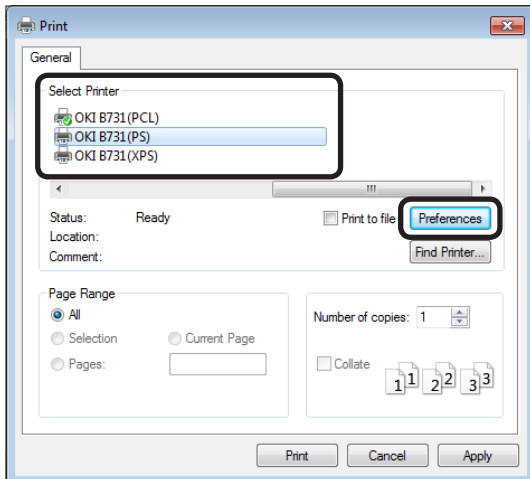 Print
General
Select Printer
OKI B731(PCL)
OKI B731(PS)
OKI B731(XPS)
Status: Ready
Print to file
Preferences
Location:
Comment:
Find Printer...
Page Range
All
Selection
Current Page
Pages:
Number of copies: 1
Collate
1 1 2 2 3 3
Print
Cancel
Apply